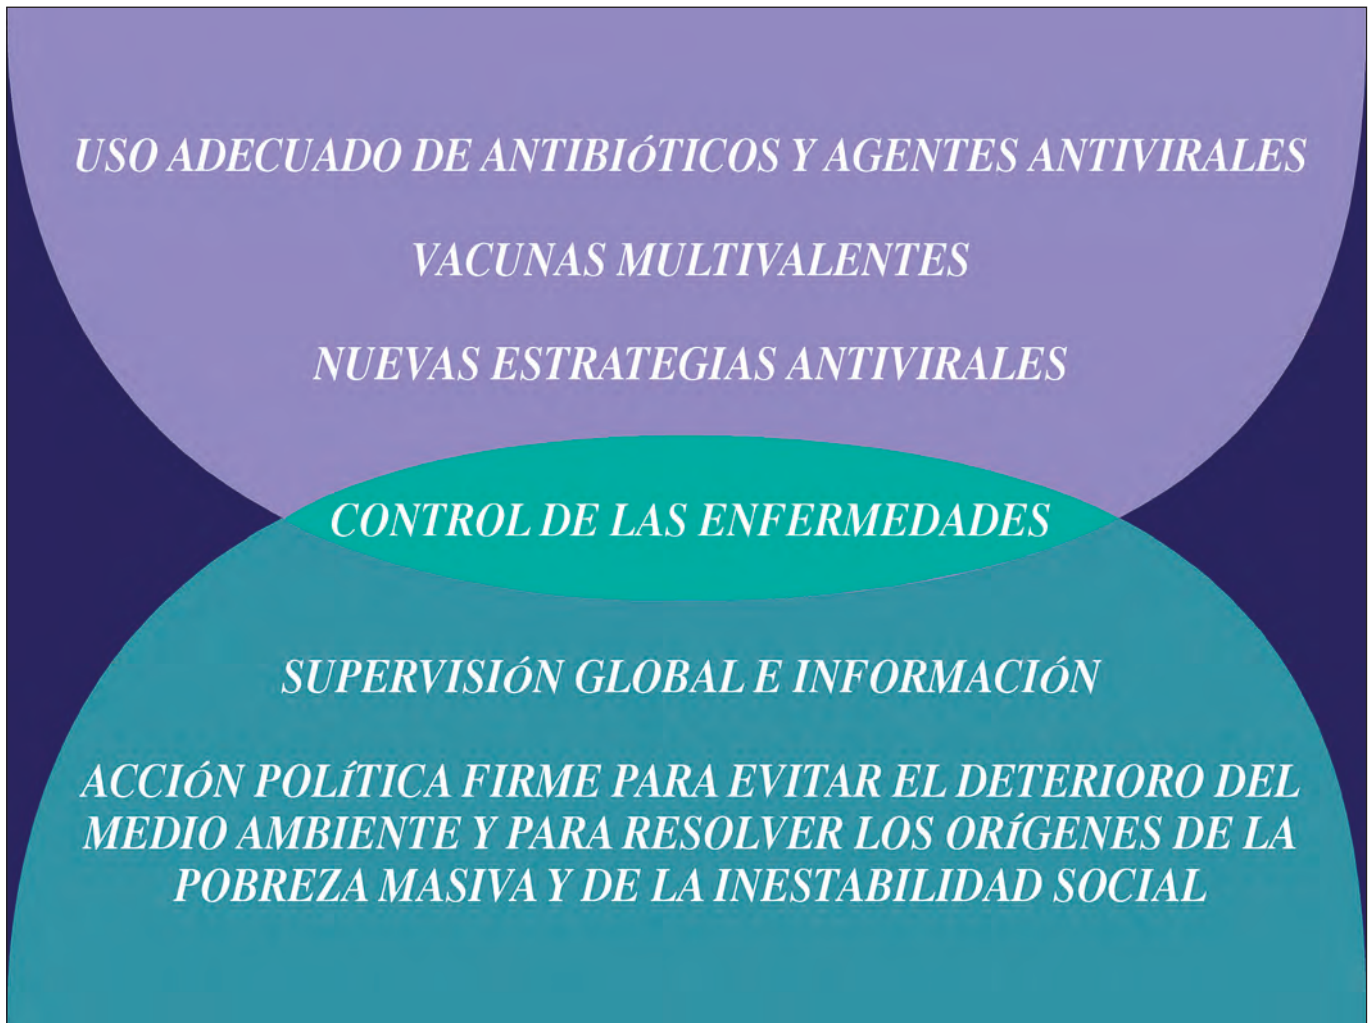 USO ADECUADO DE ANTIBIÓTICOS Y AGENTES ANTIVIRALES
VACUNAS MULTIVALENTES
NUEVAS ESTRATEGIAS ANTIVIRALES
CONTROL DE LAS ENFERMEDADES
SUPERVISIÓN GLOBAL E INFORMACIÓN
ACCIÓN POLÍTICA FIRME PARA EVITAR EL DETERIORO DEL
MEDIO AMBIENTE Y PARA RESOLVER LOS ORÍGENES DE LA
POBREZA MASIVA Y DE LA INESTABILIDAD SOCIAL